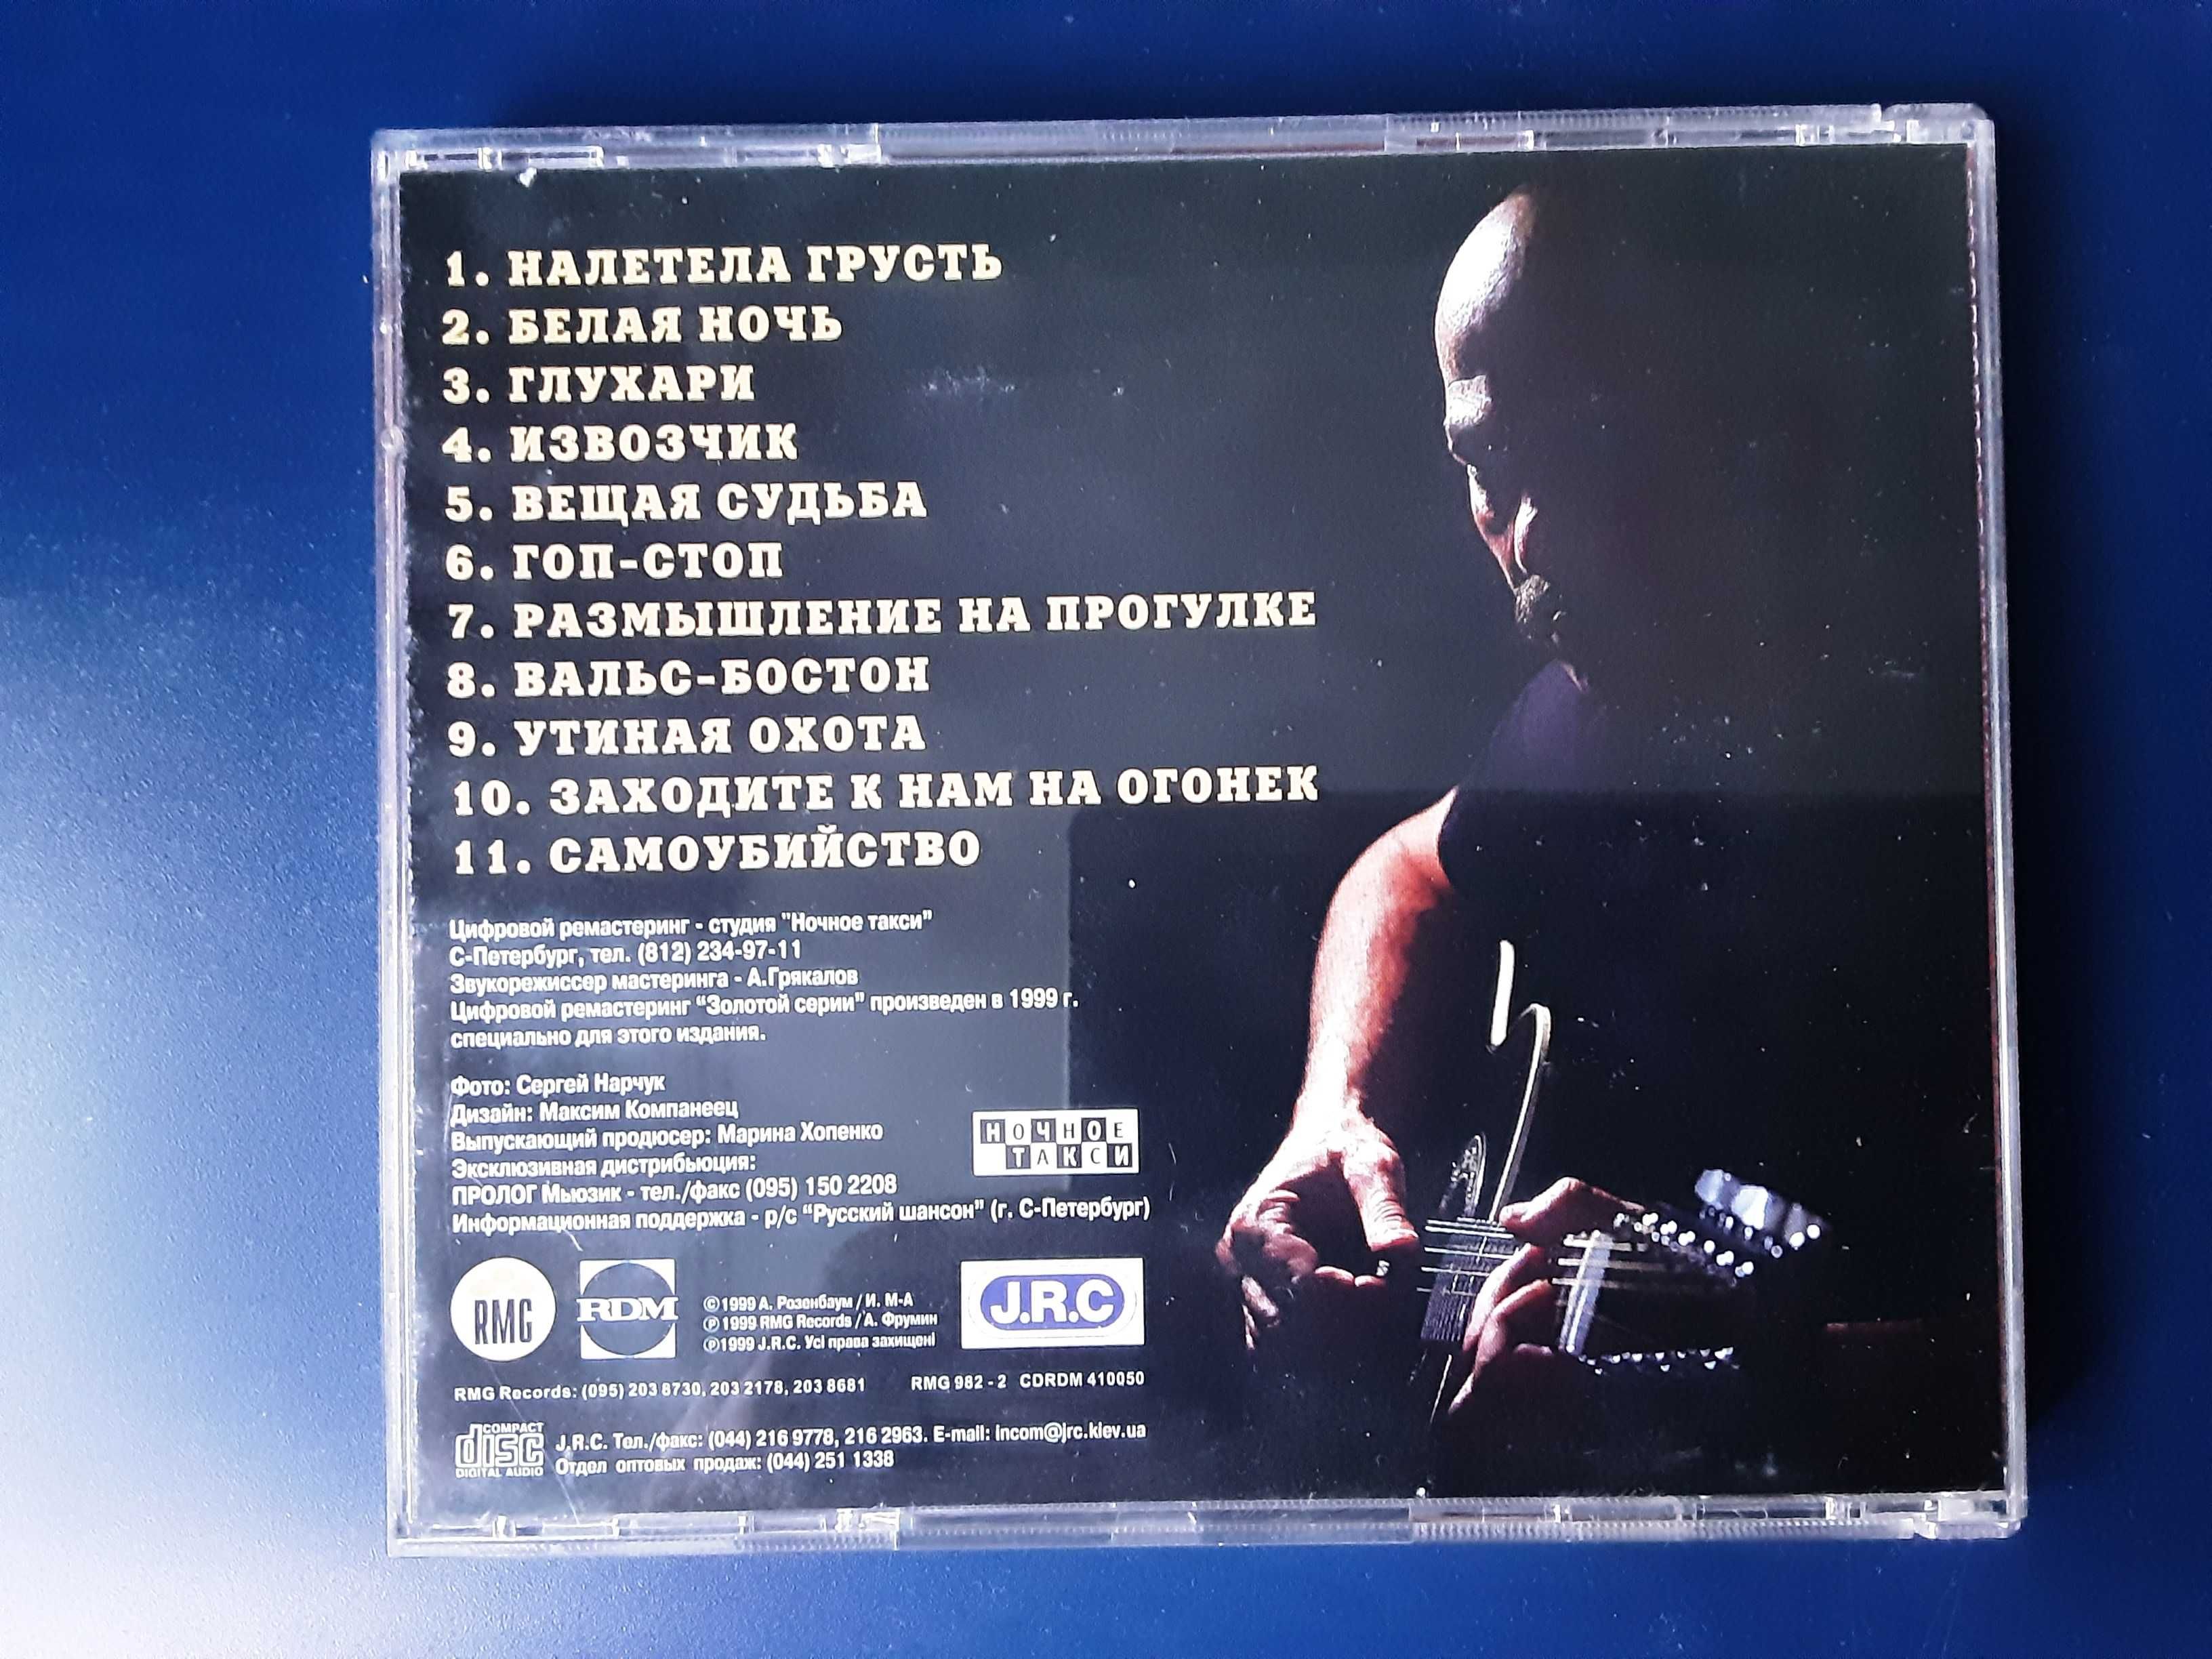 1. НАЛЕТЕЛА ГРУСТЬ
2. БЕЛАЯ НОЧЬ
3. ГЛУХАРИ
4. ИЗВОЗЧИК
5. ВЕЩАЯ СУДЬБА
6. ГОП-СТОП
7. РАЗМЫШЛЕНИЕ НА ПРОГУЛКЕ
8. ВАЛЬС-БОСТОН
9. УТИНАЯ ОХОТА
10. ЗАХОДИТЕ К НАМ НА ОГОНЕК
11. САМОУБИЙСТВО
Цифровой ремастеринг - студия "Ночное такси"
С-Петербург, тел. (812) 234-97-11
Звукорежиссер мастеринга - А.Грякалов
Цифровой ремастеринг “Золотой серии” произведен в 1999 г.
специально для этого издания.
Фото: Сергей Нарчук
Дизайн: Максим Компанеец
Выпускающий продюсер: Марина Хопенко
Эксклюзивная дистрибьюция:
ПРОЛОГ Мьюзик - тел./факс (095) 150 2208
Информационная поддержка - р/с “Русский шансон” (г. С-Петербург)
НОЧНОЕ
ТАКСИ
RMG
RDM
©1999 А. Розенбаум / И. М-А
℗ 1999 RMG Records / А. Фрумин
℗1999 J.R.C. Усі права захищені
J.R.C
RMG Records: (095) 203 8730, 203 2178, 203 8681
RMG 982 - 2 CDRDM 410050
COMPACT
disc
DIGITAL AUDIO
J.R.C. Тел./факс: (044) 216 9778, 216 2963. E-mail: incom@jrc.kiev.ua
Отдел оптовых продаж: (044) 251 1338